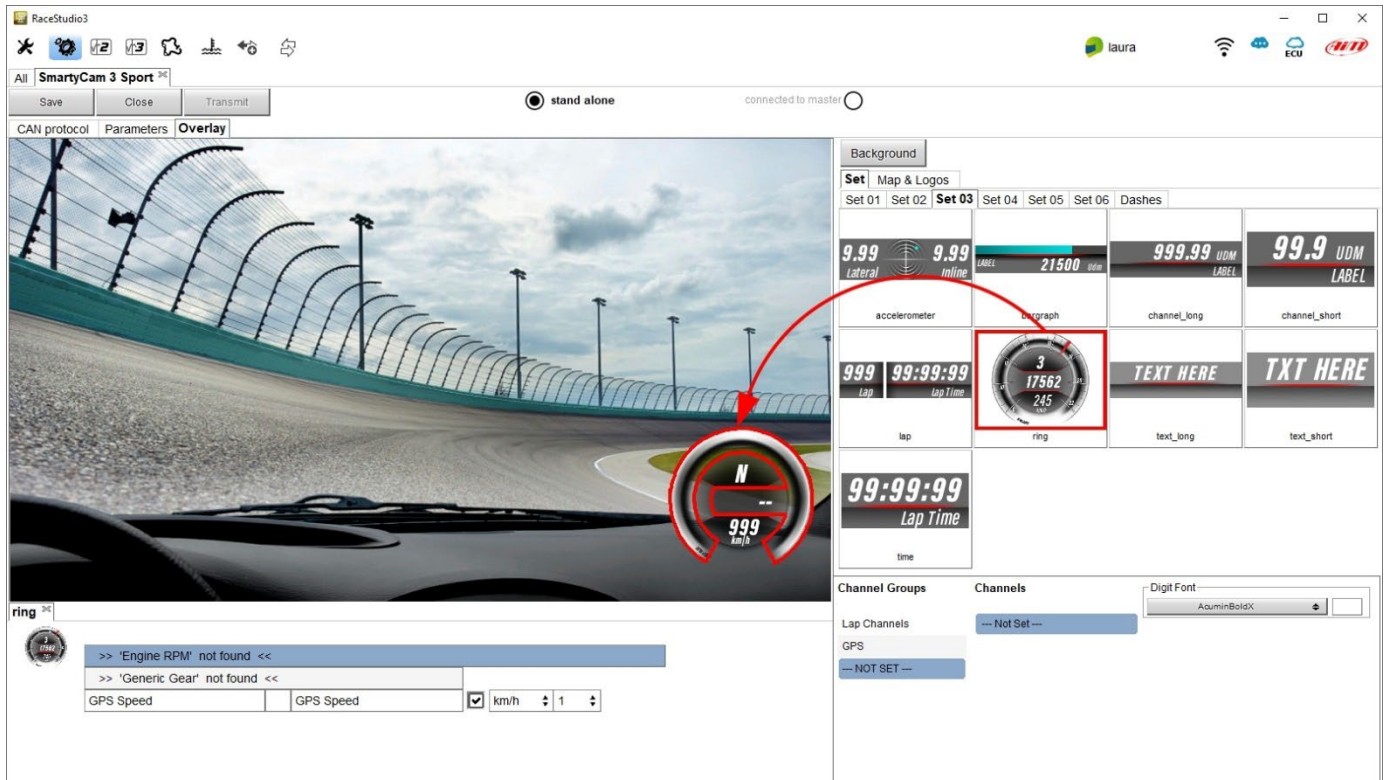 RaceStudio3
laura
ECU
AiM
All SmartyCam 3 Sport
Save Close Transmit
stand alone
connected to master
CAN protocol Parameters Overlay
Background
Set Map & Logos
Set 01 Set 02 Set 03 Set 04 Set 05 Set 06 Dashes
9.99 9.99
Lateral Inline
accelerometer
LABEL 21500 Udm
bargraph
999.99 UDM
LABEL
channel_long
99.9 UDM
LABEL
channel_short
999 99:99:99
Lap Lap Time
lap
3
17562
245
ring
TEXT HERE
text_long
TXT HERE
text_short
99:99:99
Lap Time
time
N
--
999
km/h
Channel Groups
Lap Channels
GPS
--- NOT SET ---
Channels
--- Not Set ---
Digit Font
AcuminBoldX
ring
3
17562
245
>> 'Engine RPM' not found <<
>> 'Generic Gear' not found <<
GPS Speed GPS Speed km/h 1